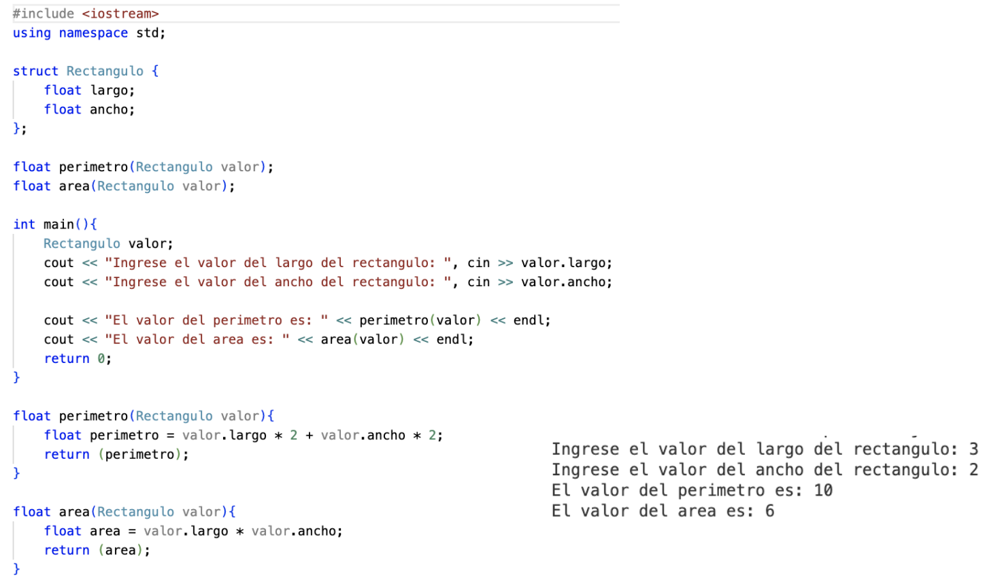 #include <iostream>
using namespace std;
struct Rectangulo {
float largo;
float ancho;
};
float perimetro(Rectangulo valor);
float area(Rectangulo valor);
int main(){
Rectangulo valor;
cout << "Ingrese el valor del largo del rectangulo: ", cin >> valor.largo;
cout << "Ingrese el valor del ancho del rectangulo: ", cin >> valor.ancho;
cout << "El valor del perimetro es: " << perimetro(valor) << endl;
cout << "El valor del area es: " << area(valor) << endl;
return 0;
}
float perimetro(Rectangulo valor){
float perimetro = valor.largo * 2 + valor.ancho * 2;
return (perimetro);
}
float area(Rectangulo valor){
float area = valor.largo * valor.ancho;
return (area);
}
Ingrese el valor del largo del rectangulo: 3
Ingrese el valor del ancho del rectangulo: 2
El valor del perimetro es: 10
El valor del area es: 6